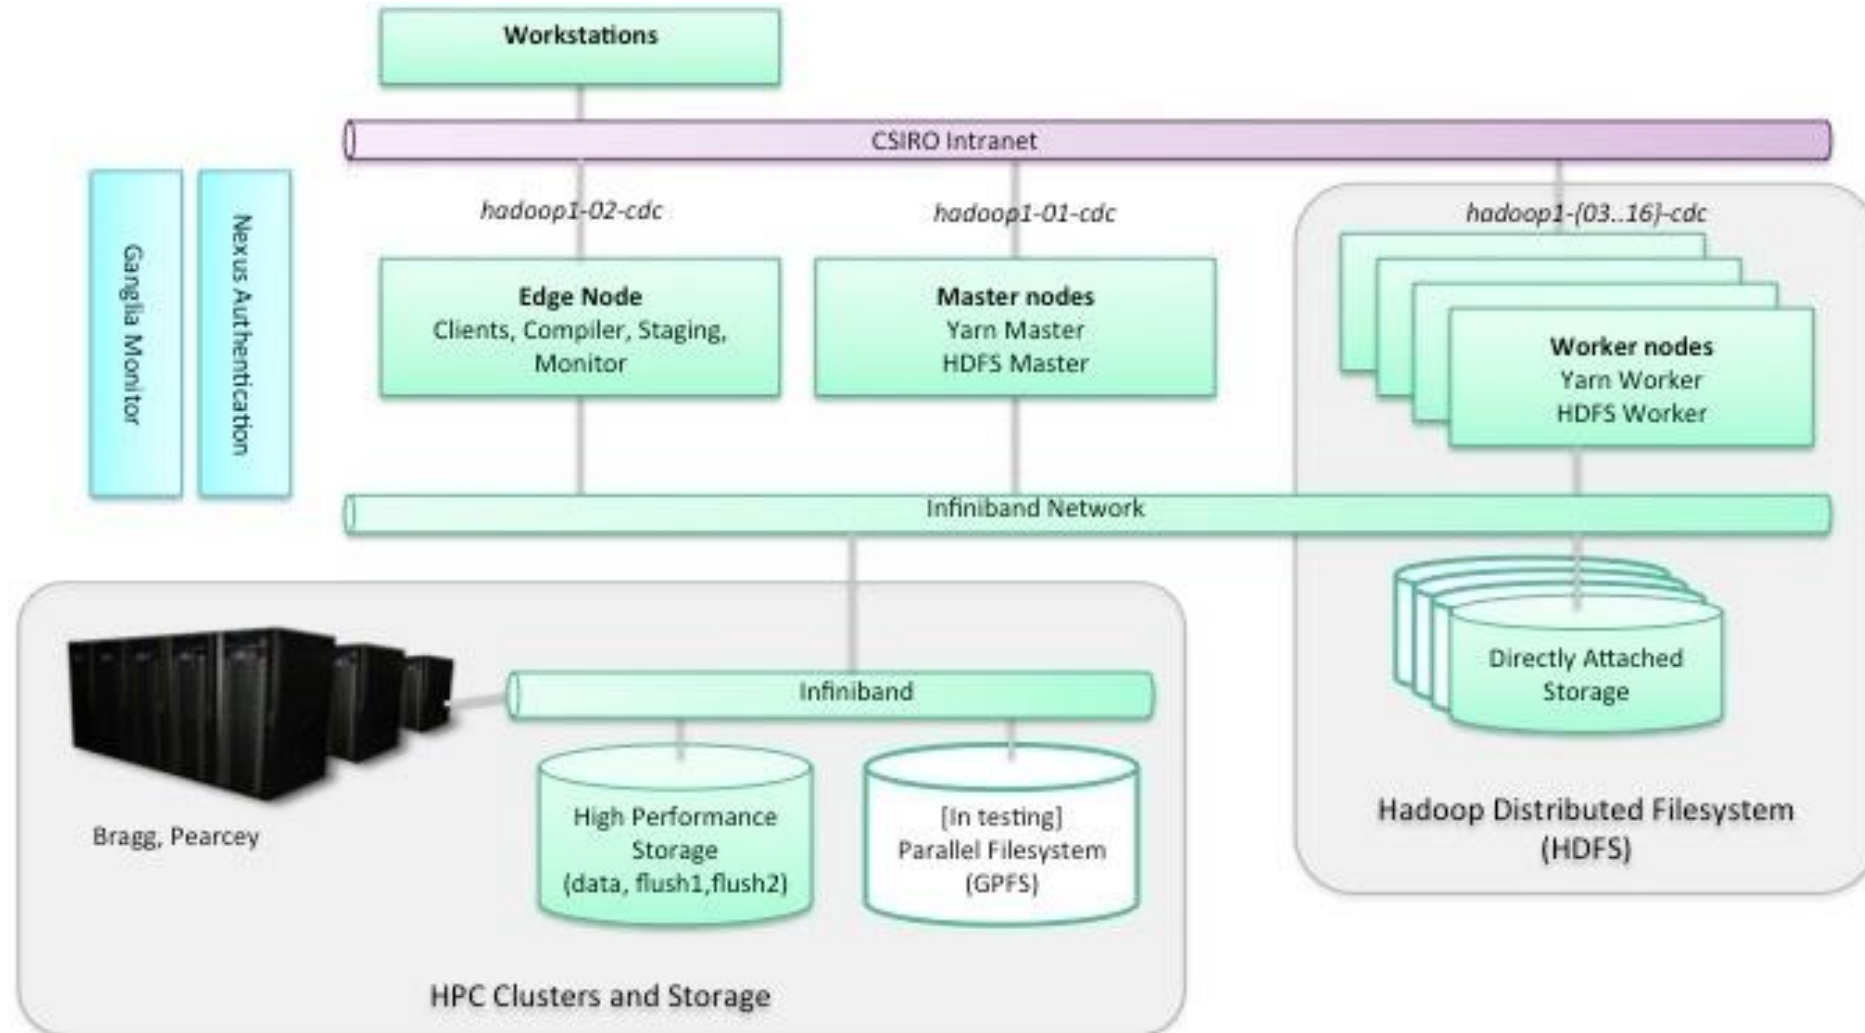 Workstations
CSIRO Intranet
hadoop1-02-cdc
hadoop1-01-cdc
hadoop1-{03..16}-cdc
Ganglia Monitor
Nexus Authentication
Edge Node
Clients, Compiler, Staging,
Monitor
Master nodes
Yarn Master
HDFS Master
Worker nodes
Yarn Worker
HDFS Worker
Infiniband Network
Infiniband
Directly Attached
Storage
High Performance
Storage
(data, flush1,flush2)
[In testing]
Parallel Filesystem
(GPFS)
Bragg, Pearcey
Hadoop Distributed Filesystem
(HDFS)
HPC Clusters and Storage